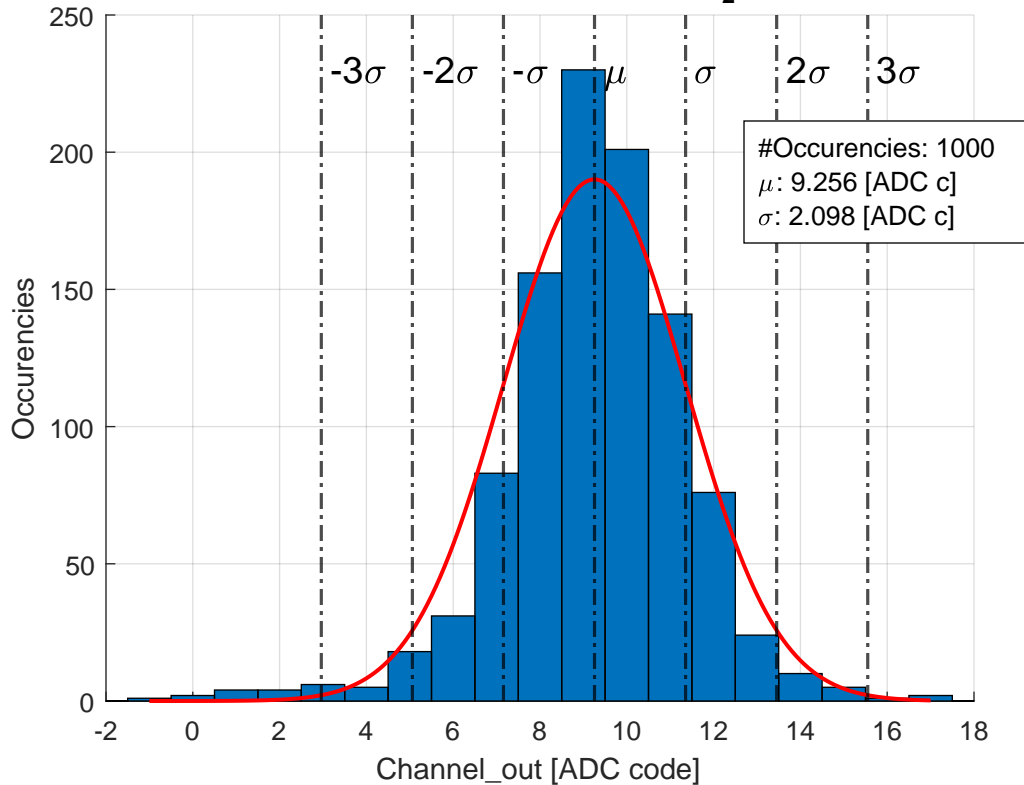 -3σ -2σ -σ μ σ 2σ 3σ
#Occurencies: 1000
μ: 9.256 [ADC c]
σ: 2.098 [ADC c]
250
200
150
100
50
0
Occurencies
-2 0 2 4 6 8 10 12 14 16 18
Channel_out [ADC code]